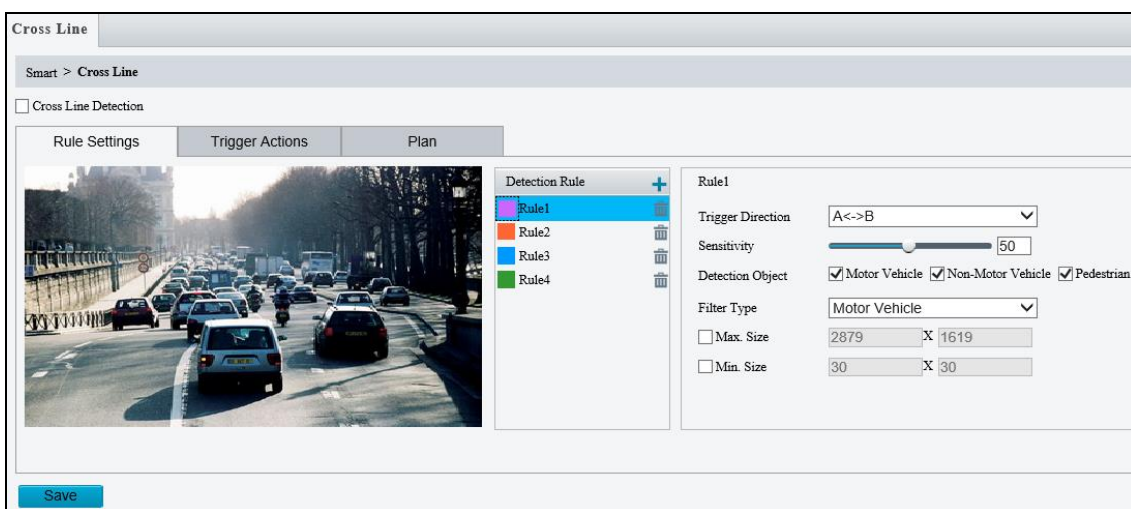 Cross Line
Smart > Cross Line
Cross Line Detection
Rule Settings Trigger Actions Plan
Detection Rule +
Rule1
Rule2
Rule3
Rule4
Rule1
Trigger Direction A<->B
Sensitivity 50
Detection Object Motor Vehicle Non-Motor Vehicle Pedestrian
Filter Type Motor Vehicle
Max. Size 2879 X 1619
Min. Size 30 X 30
Save